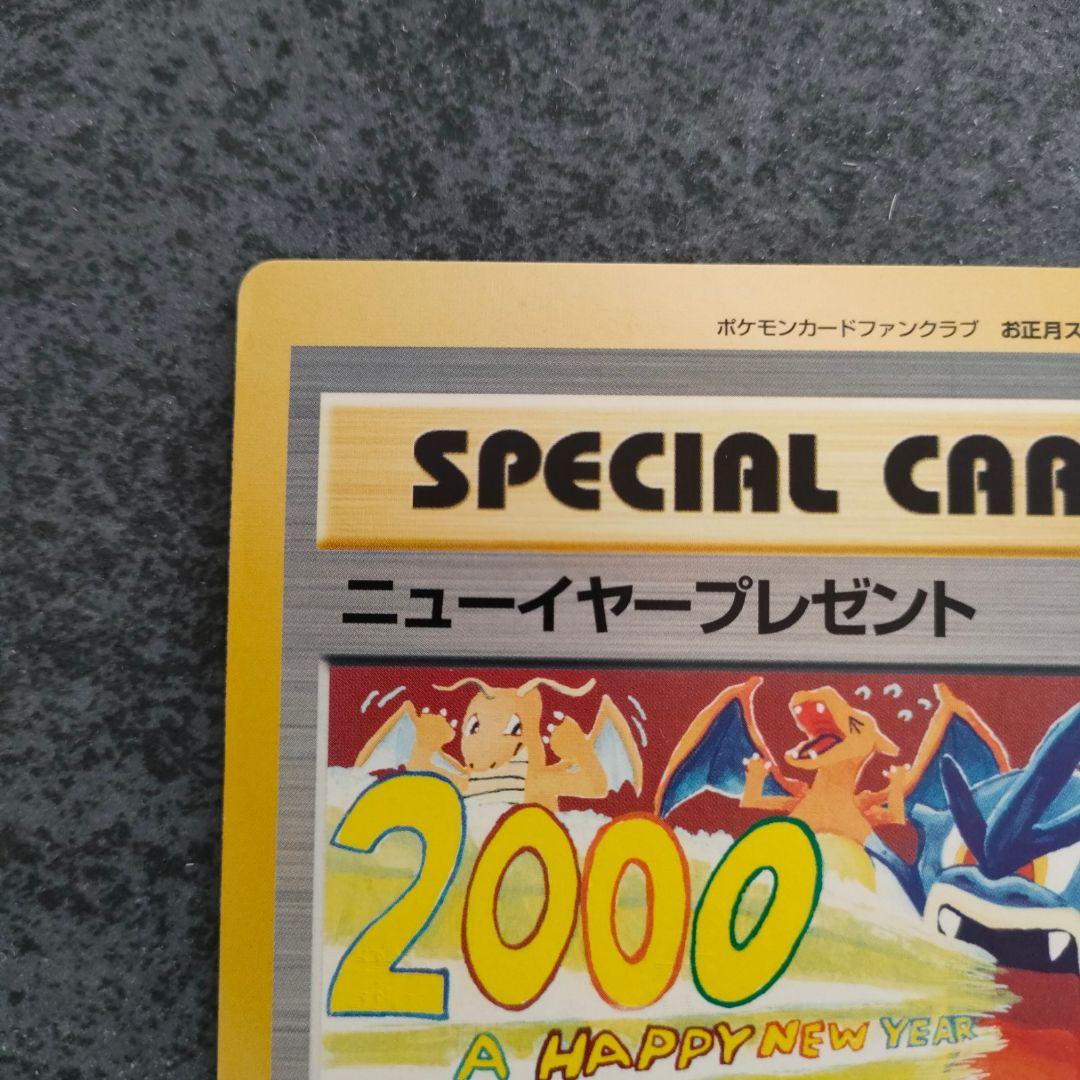 ポケモンカードファンクラブ お正月ス
SPECIAL CAR
ニューイヤープレゼント
2000
A HAPPY NEW YEAR